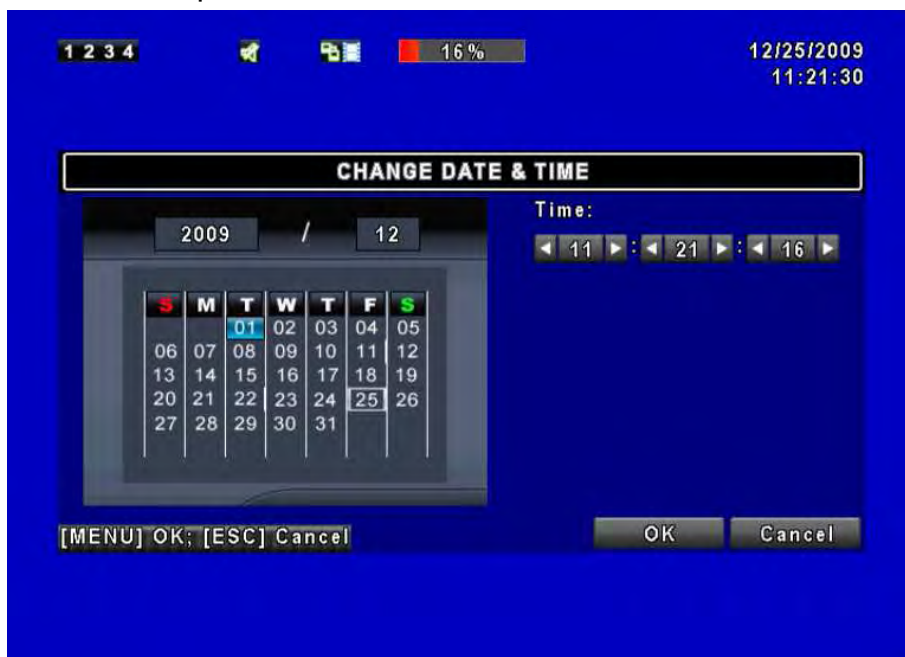 1 2 3 4 16% 12/25/2009
11:21:30
CHANGE DATE & TIME
2009 / 12
Time:
11 : 21 : 16
S M T W T F S
01 02 03 04 05
06 07 08 09 10 11 12
13 14 15 16 17 18 19
20 21 22 23 24 25 26
27 28 29 30 31
[MENU] OK; [ESC] Cancel
OK Cancel